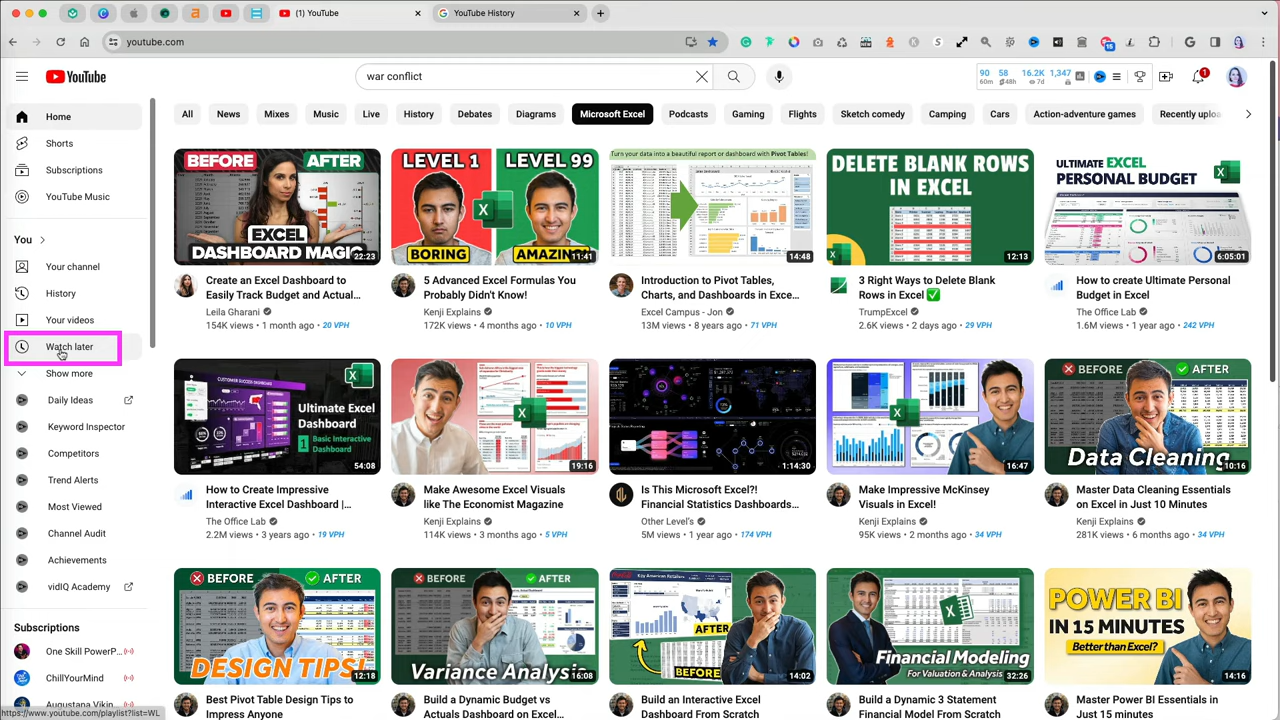 (1) YouTube
YouTube History
youtube.com
15
YouTube
war conflict
90 58 16.2K 1,347
60m 48h 7d
1
Home
Shorts
Subscriptions
YouTube Music
You
Your channel
History
Your videos
Watch later
Show more
Daily Ideas
Keyword Inspector
Competitors
Trend Alerts
Most Viewed
Channel Audit
Achievements
vidIQ Academy
Subscriptions
One Skill PowerP...
ChillYourMind
Augustana Vikin
https://www.youtube.com/playlist?list=WL
All News Mixes Music Live History Debates Diagrams Microsoft Excel Podcasts Gaming Flights Sketch comedy Camping Cars Action-adventure games Recently uploa
BEFORE AFTER
EXCEL
DASHBOARD MAGIC
22:23
Create an Excel Dashboard to
Easily Track Budget and Actual...
Leila Gharani
154K views • 1 month ago • 20 VPH
LEVEL 1 LEVEL 99
BORING AMAZING
11:41
5 Advanced Excel Formulas You
Probably Didn't Know!
Kenji Explains
172K views • 4 months ago • 10 VPH
Turn your data into a beautiful report or dashboard with Pivot Tables!
14:48
Introduction to Pivot Tables,
Charts, and Dashboards in Exce...
Excel Campus - Jon
13M views • 8 years ago • 71 VPH
DELETE BLANK ROWS
IN EXCEL
12:13
3 Right Ways to Delete Blank
Rows in Excel ✅
TrumpExcel
2.6K views • 2 days ago • 29 VPH
ULTIMATE EXCEL
PERSONAL BUDGET
6:05:01
How to create Ultimate Personal
Budget in Excel
The Office Lab
1.6M views • 1 year ago • 242 VPH
CUSTOMER SUCCESS DASHBOARD
Ultimate Excel
Dashboard
1 Basic Interactive
Dashboard
54:08
How to Create Impressive
Interactive Excel Dashboard |...
The Office Lab
2.2M views • 3 years ago • 19 VPH
19:16
Make Awesome Excel Visuals
like The Economist Magazine
Kenji Explains
114K views • 3 months ago • 5 VPH
1:14:30
Is This Microsoft Excel?!
Financial Statistics Dashboards...
Other Level's
5M views • 1 year ago • 174 VPH
16:47
Make Impressive McKinsey
Visuals in Excel!
Kenji Explains
95K views • 2 months ago • 34 VPH
BEFORE AFTER
Data Cleaning
10:16
Master Data Cleaning Essentials
on Excel in Just 10 Minutes
Kenji Explains
281K views • 6 months ago • 34 VPH
BEFORE AFTER
DESIGN TIPS!
12:18
Best Pivot Table Design Tips to
Impress Anyone
BEFORE AFTER
Variance Analysis
16:08
Build a Dynamic Budget vs
Actuals Dashboard on Excel...
Key American Retailers
AFTER
BEFORE
14:02
Build an Interactive Excel
Dashboard From Scratch
Financial Modeling
For Valuation & Analysis
32:26
Build a Dynamic 3 Statement
Financial Model From Scratch
POWER BI
IN 15 MINUTES
Better than Excel?
14:16
Master Power BI Essentials in
Just 15 Minutes